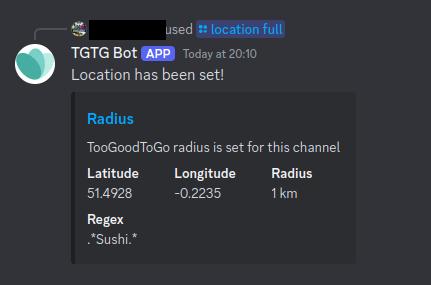 used location full
TGTG Bot APP Today at 20:10
Location has been set!
Radius
TooGoodToGo radius is set for this channel
Latitude Longitude Radius
51.4928 -0.2235 1 km
Regex
.*Sushi.*